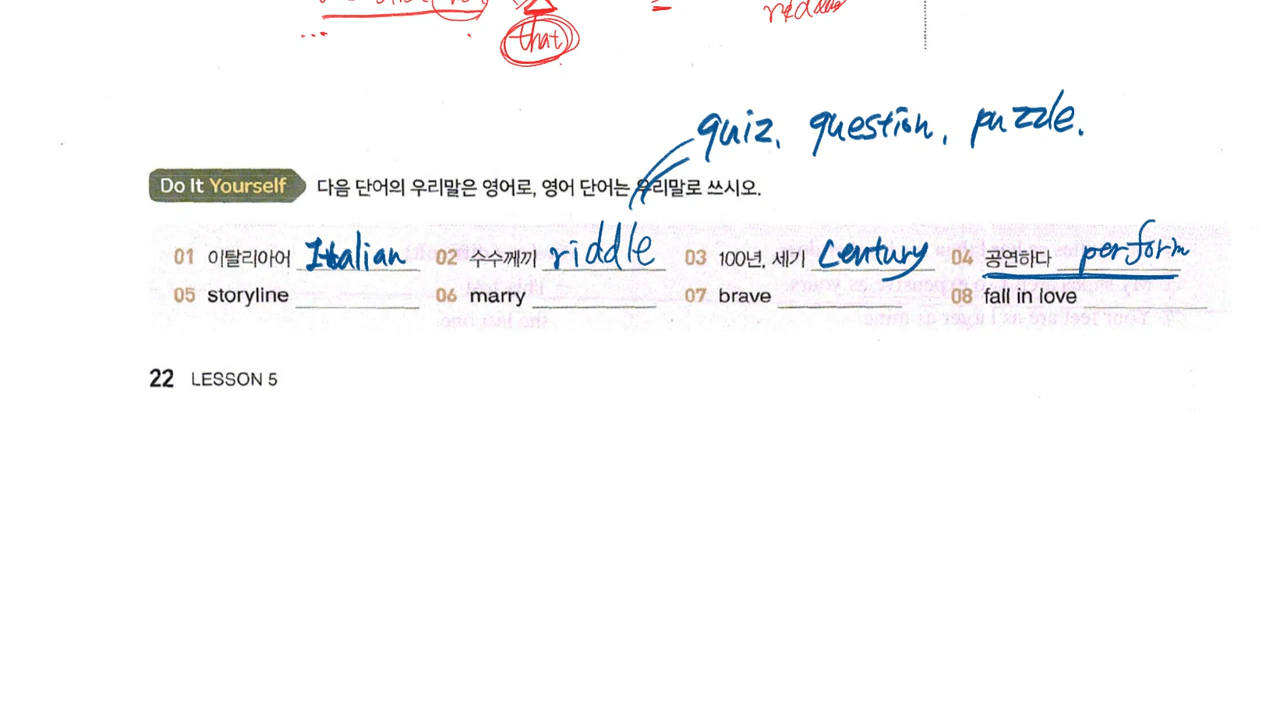 that
quiz, question, puzzle.
Do It Yourself 다음 단어의 우리말은 영어로, 영어 단어는 우리말로 쓰시오.
01 이탈리아어 Italian 02 수수께끼 riddle 03 100년, 세기 century 04 공연하다 perform
05 storyline 06 marry 07 brave 08 fall in love
22 LESSON 5